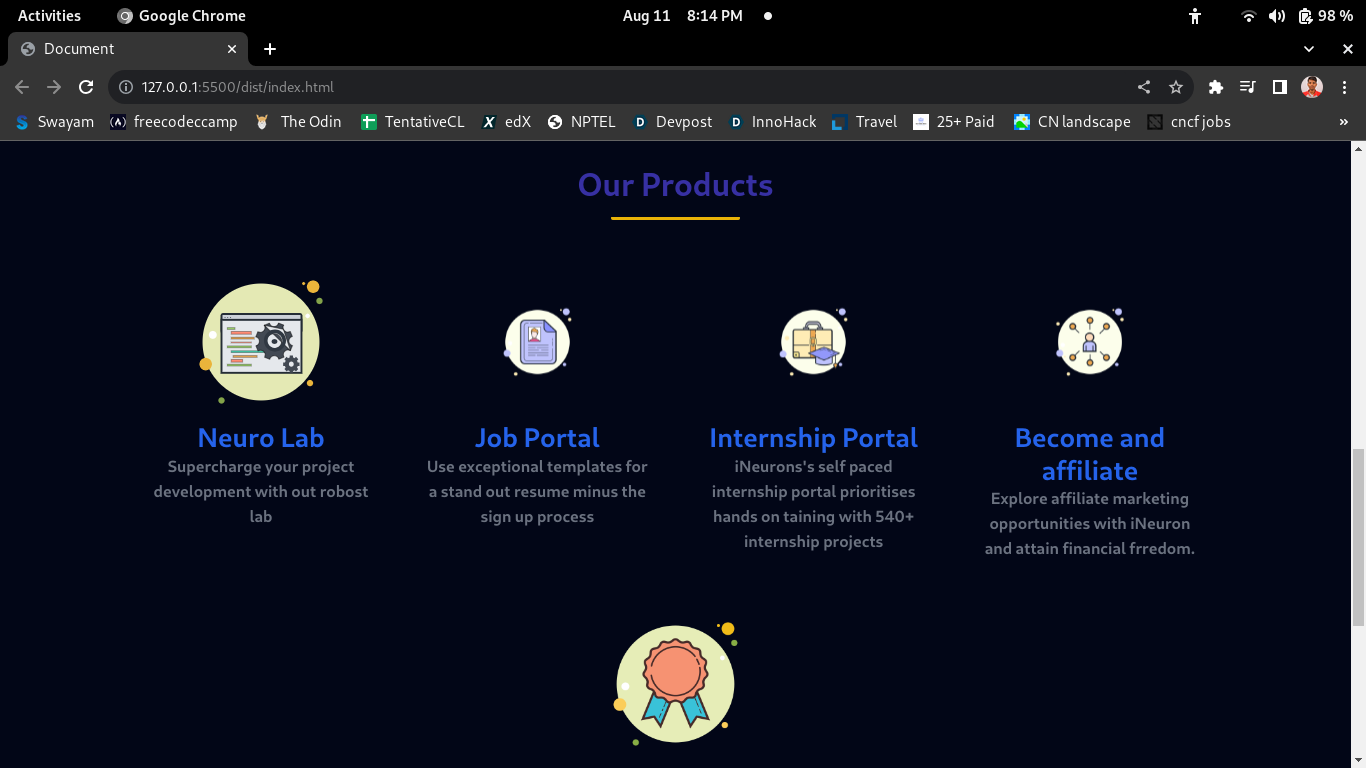 Activities Google Chrome Aug 11 8:14 PM 98 %
Document
127.0.0.1:5500/dist/index.html
Swayam freecodeccamp The Odin TentativeCL edX NPTEL Devpost InnoHack Travel 25+ Paid CN landscape cncf jobs »
Our Products
Neuro Lab
Supercharge your project
development with out robost
lab
Job Portal
Use exceptional templates for
a stand out resume minus the
sign up process
Internship Portal
iNeurons's self paced
internship portal prioritises
hands on taining with 540+
internship projects
Become and
affiliate
Explore affiliate marketing
opportunities with iNeuron
and attain financial frredom.